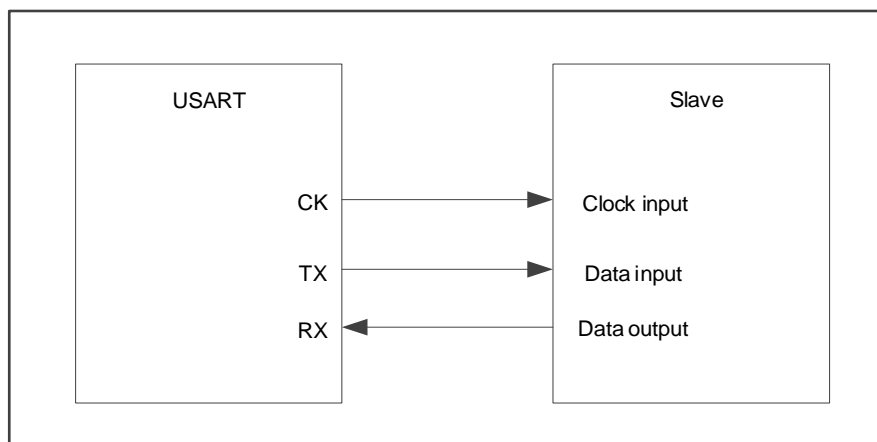 USART
Slave
CK
Clock input
TX
Data input
RX
Data output